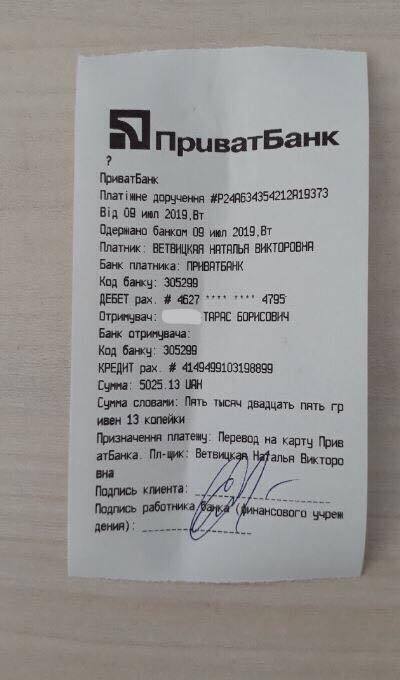 ПриватБанк
?
ПриватБанк
Платіжне доручення #P24A634354212A19373
Від 09 июл 2019,Вт
Одержано банком 09 июл 2019,Вт
Платник: ВЕТВИЦКАЯ НАТАЛЬЯ ВИКТОРОВНА
Банк платника: ПРИВАТБАНК
Код банку: 305299
ДЕБЕТ рах. # 4627 **** **** 4795
Отримувач: ТАРАС БОРИСОВИЧ
Банк отримувача:
Код банку: 305299
КРЕДИТ рах. # 4149499103198899
Сумма: 5025.13 UAH
Сумма словами: Пять тысяч двадцать пять гр
ивен 13 копейки
Призначення платежу: Перевод на карту Прив
атБанка. Пл-щик: Ветвицкая Наталья Викторо
вна
Подпись клиента:
Подпись работника банка (финансового учреж
дения):